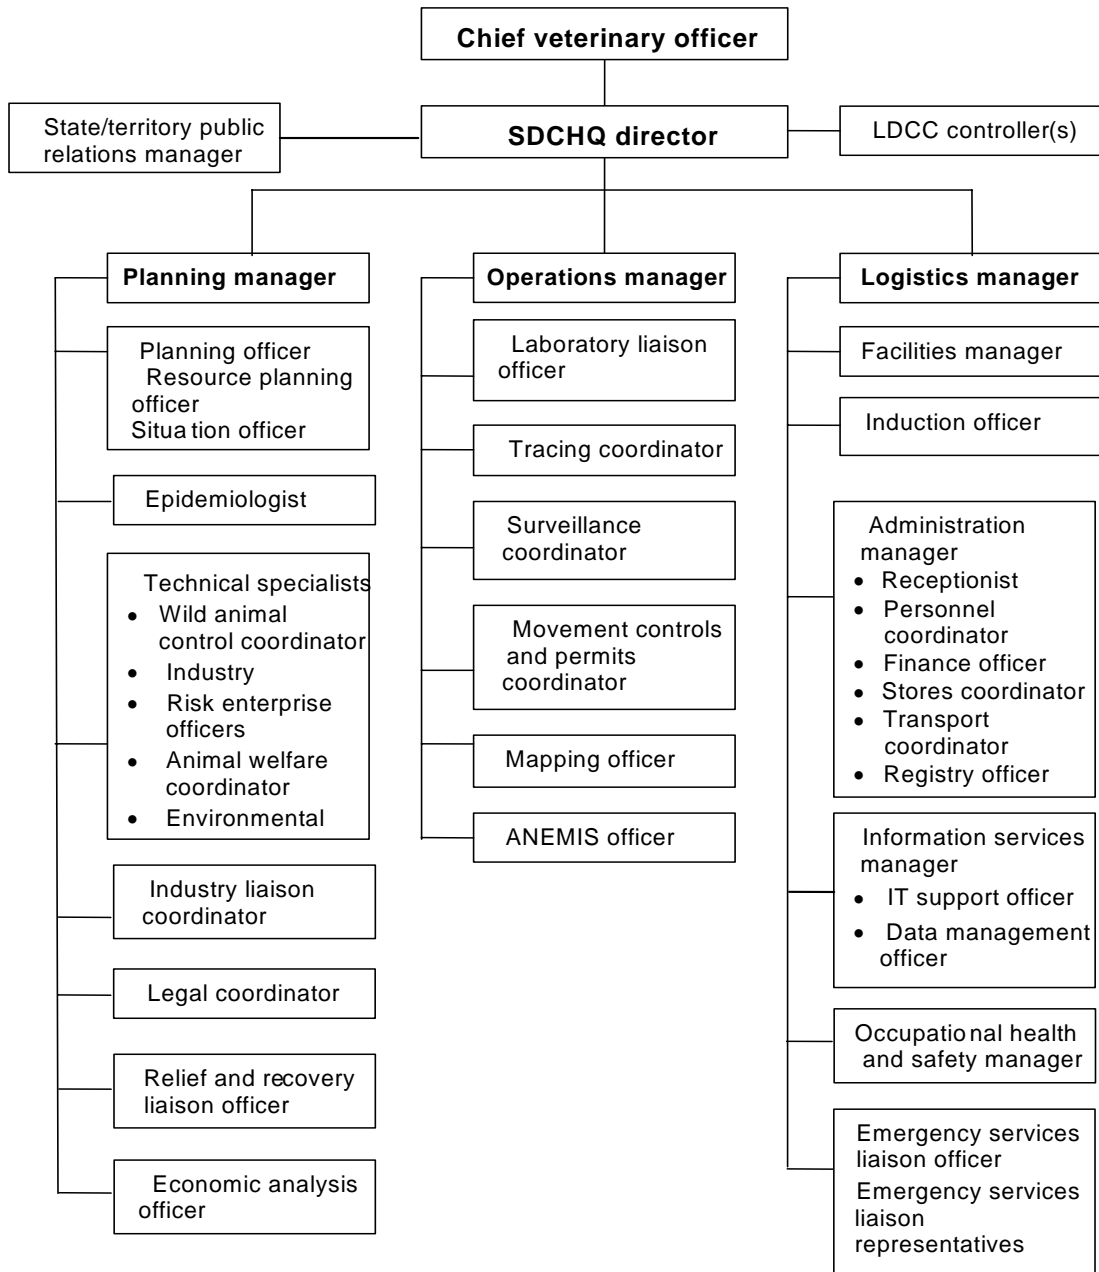 Chief veterinary officer
State/territory public
relations manager
SDCHQ director
LDCC controller(s)
Planning manager
Planning officer
Resource planning
officer
Situation officer
Epidemiologist
Technical specialists
• Wild animal
control coordinator
• Industry
• Risk enterprise
officers
• Animal welfare
coordinator
• Environmental
Industry liaison
coordinator
Legal coordinator
Relief and recovery
liaison officer
Economic analysis
officer
Operations manager
Laboratory liaison
officer
Tracing coordinator
Surveillance
coordinator
Movement controls
and permits
coordinator
Mapping officer
ANEMIS officer
Logistics manager
Facilities manager
Induction officer
Administration
manager
• Receptionist
• Personnel
coordinator
• Finance officer
• Stores coordinator
• Transport
coordinator
• Registry officer
Information services
manager
• IT support officer
• Data management
officer
Occupational health
and safety manager
Emergency services
liaison officer
Emergency services
liaison
representatives